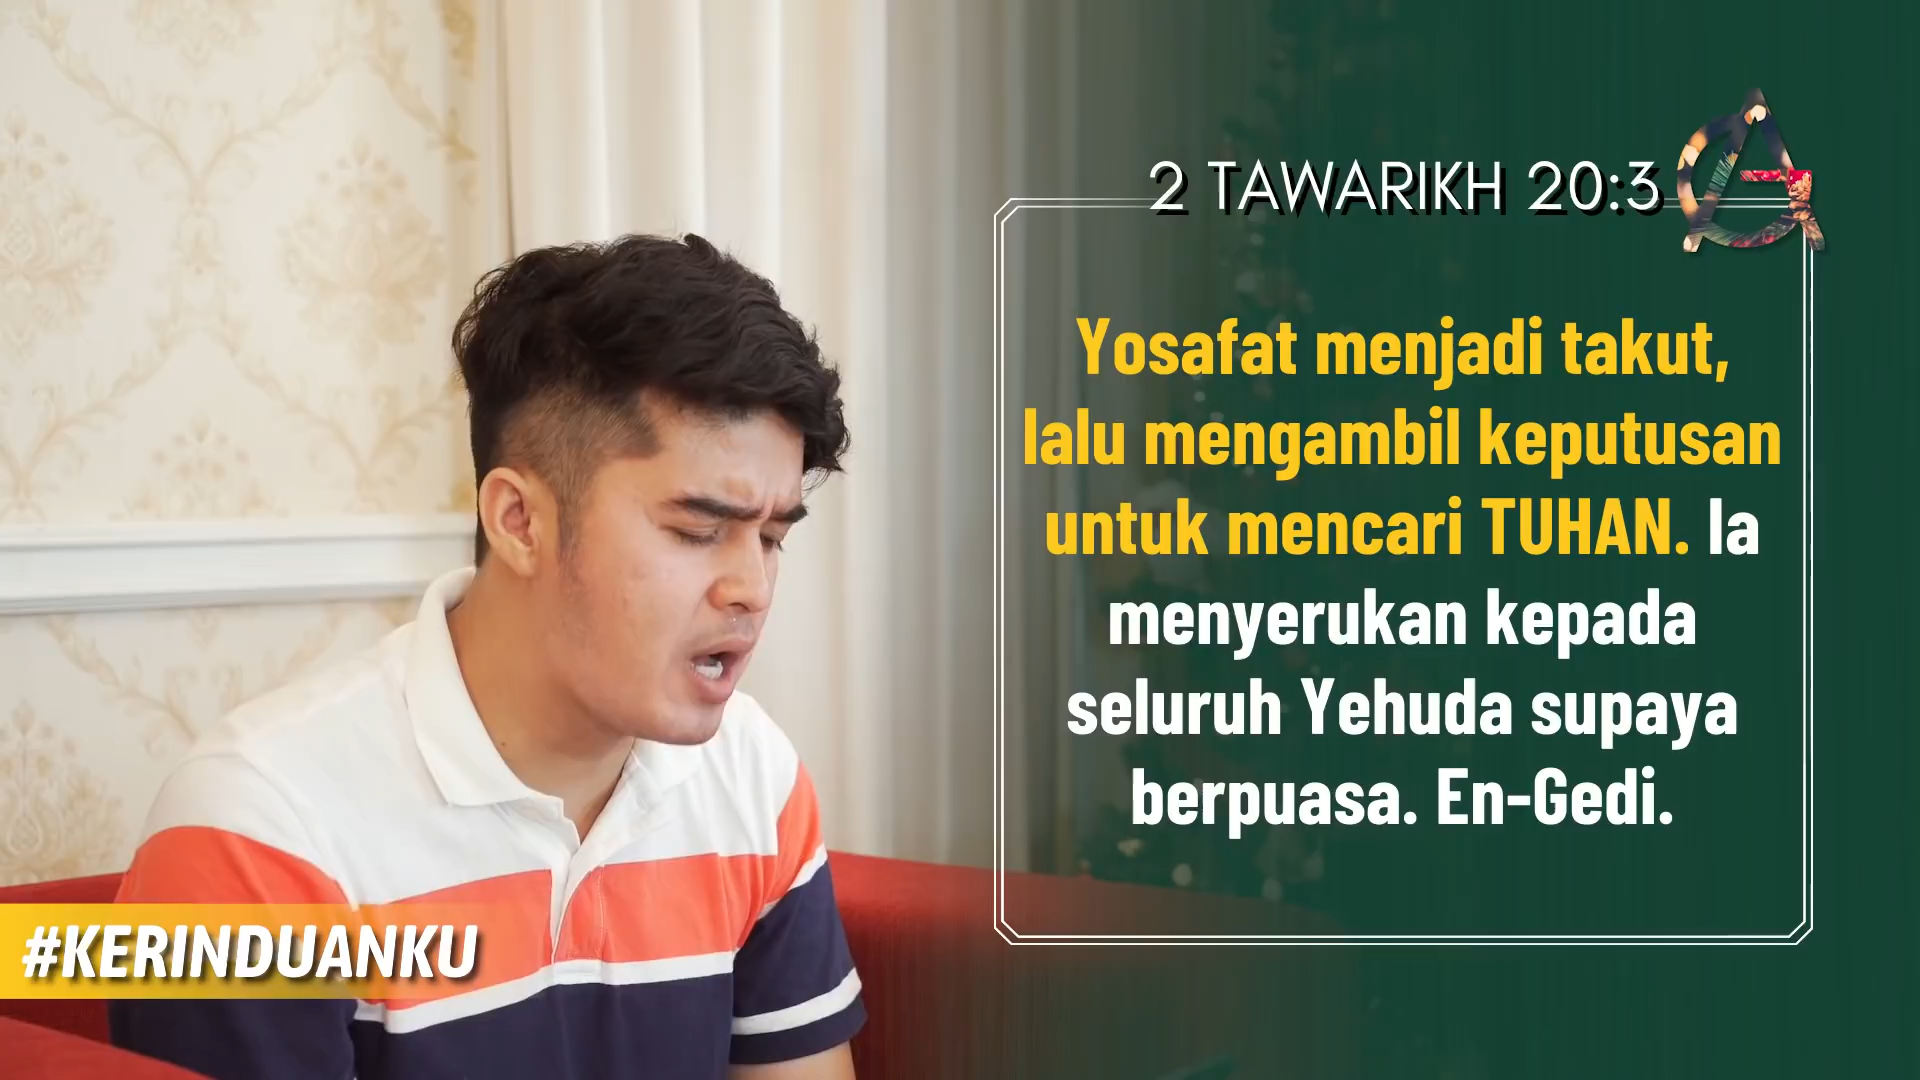 2 TAWARIKH 20:3
Yosafat menjadi takut,
lalu mengambil keputusan
untuk mencari TUHAN. Ia
menyerukan kepada
seluruh Yehuda supaya
berpuasa. En-Gedi.
#KERINDUANKU